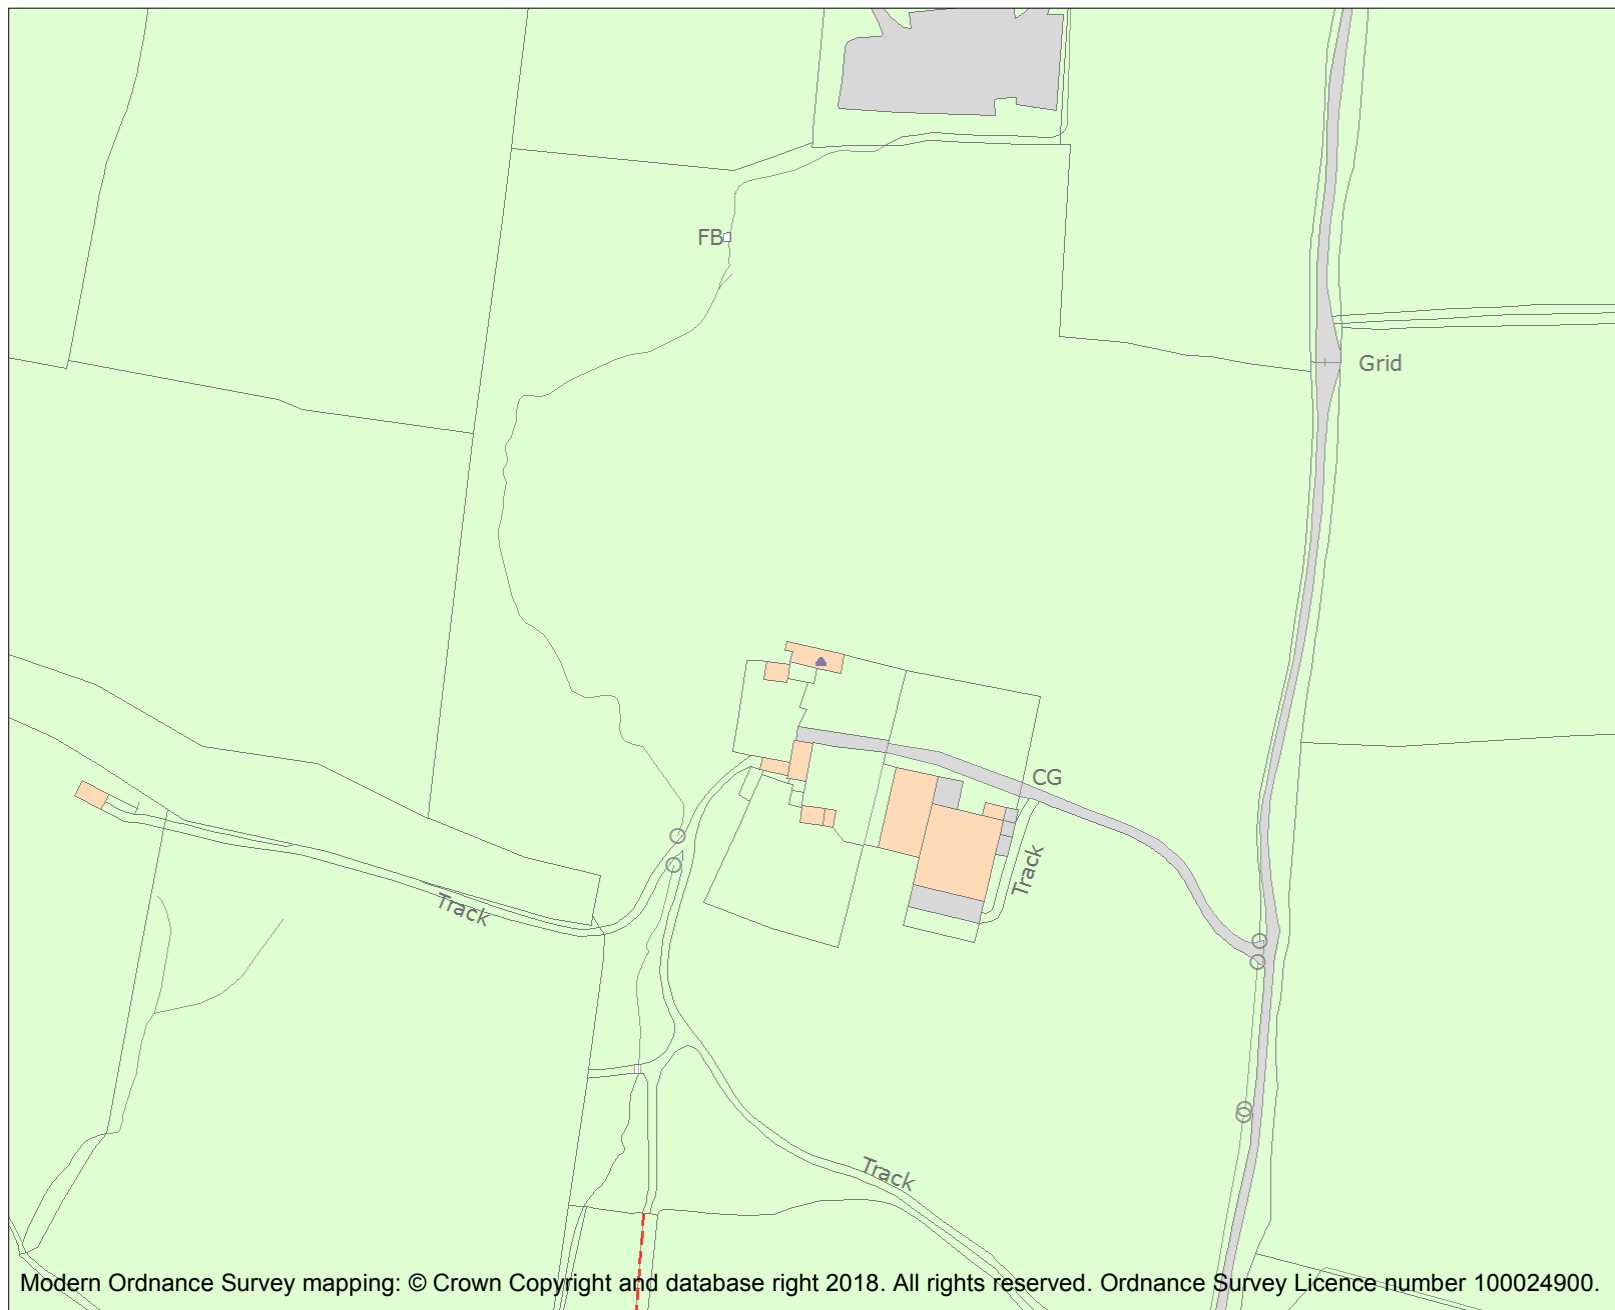 FB
Grid
CG
Track
Track
Track
Modern Ordnance Survey mapping: © Crown Copyright and database right 2018. All rights reserved. Ordnance Survey Licence number 100024900.